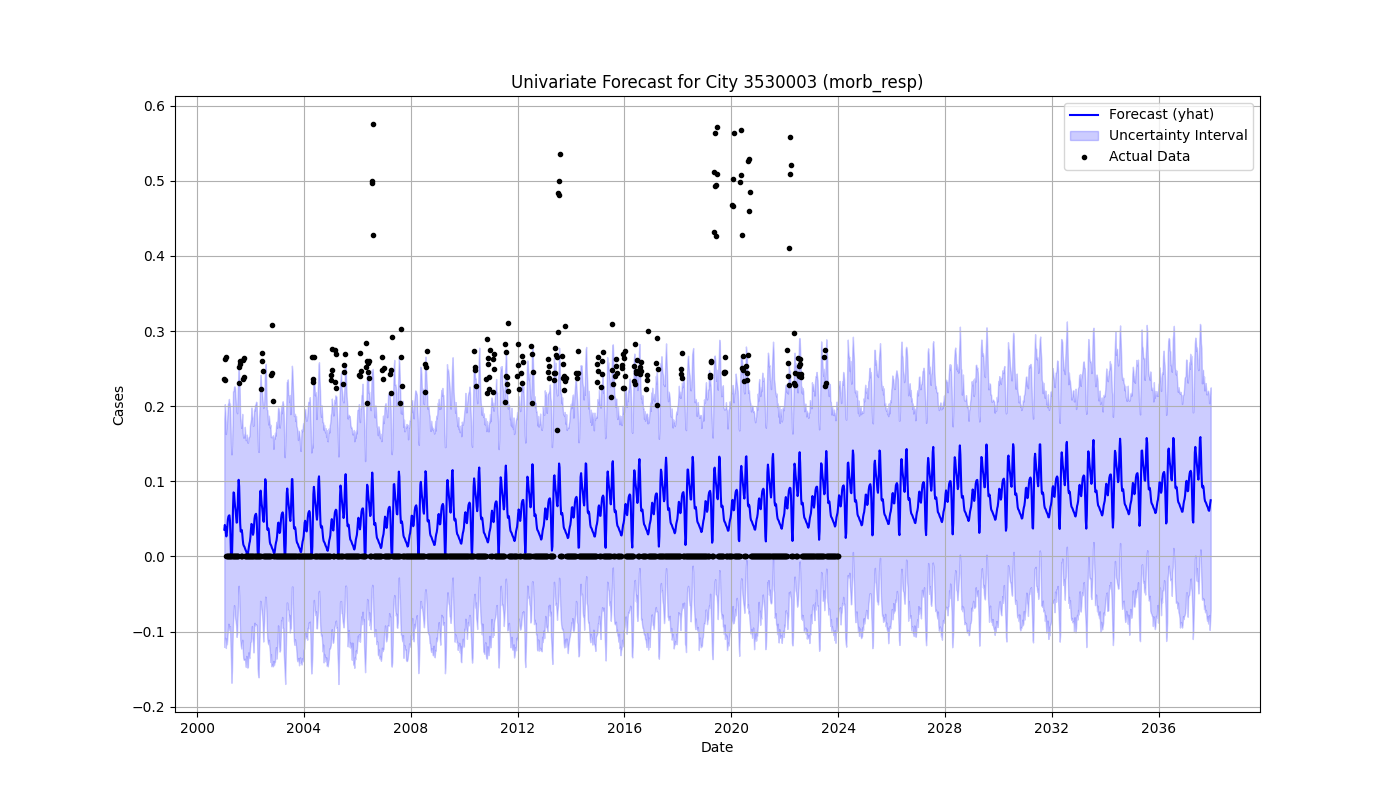 Univariate Forecast for City 3530003 (morb_resp)
Forecast (yhat)
Uncertainty Interval
Actual Data
Cases
0.6
0.5
0.4
0.3
0.2
0.1
0.0
−0.1
−0.2
2000 2004 2008 2012 2016 2020 2024 2028 2032 2036
Date